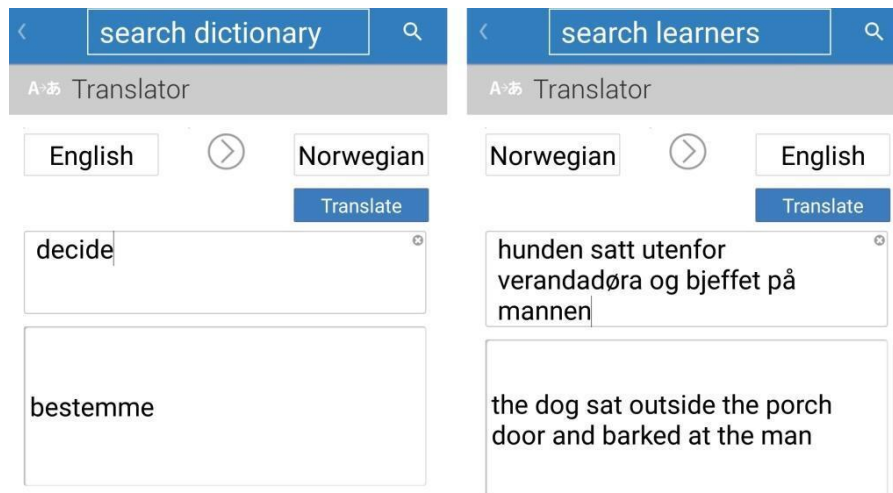 search dictionary
A あ Translator
English
Norwegian
Translate
decide
bestemme
search learners
A あ Translator
Norwegian
English
Translate
hunden satt utenfor
verandadøra og bjeffet på
mannen
the dog sat outside the porch
door and barked at the man